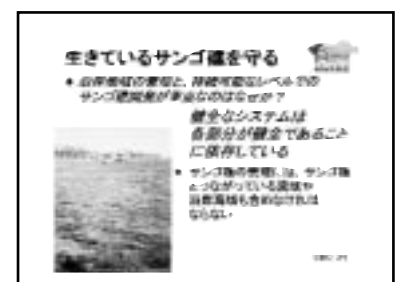 生きているサンゴ礁を守る
• 沿岸地域の管理と、持続可能なレベルでの
サンゴ礁開発が重要なのはなぜか？
健全なシステムは
各部分が健全であること
に依存している
• サンゴ礁の管理には、サンゴ礁
とつながっている流域や
沿岸海域も含めなければ
ならない